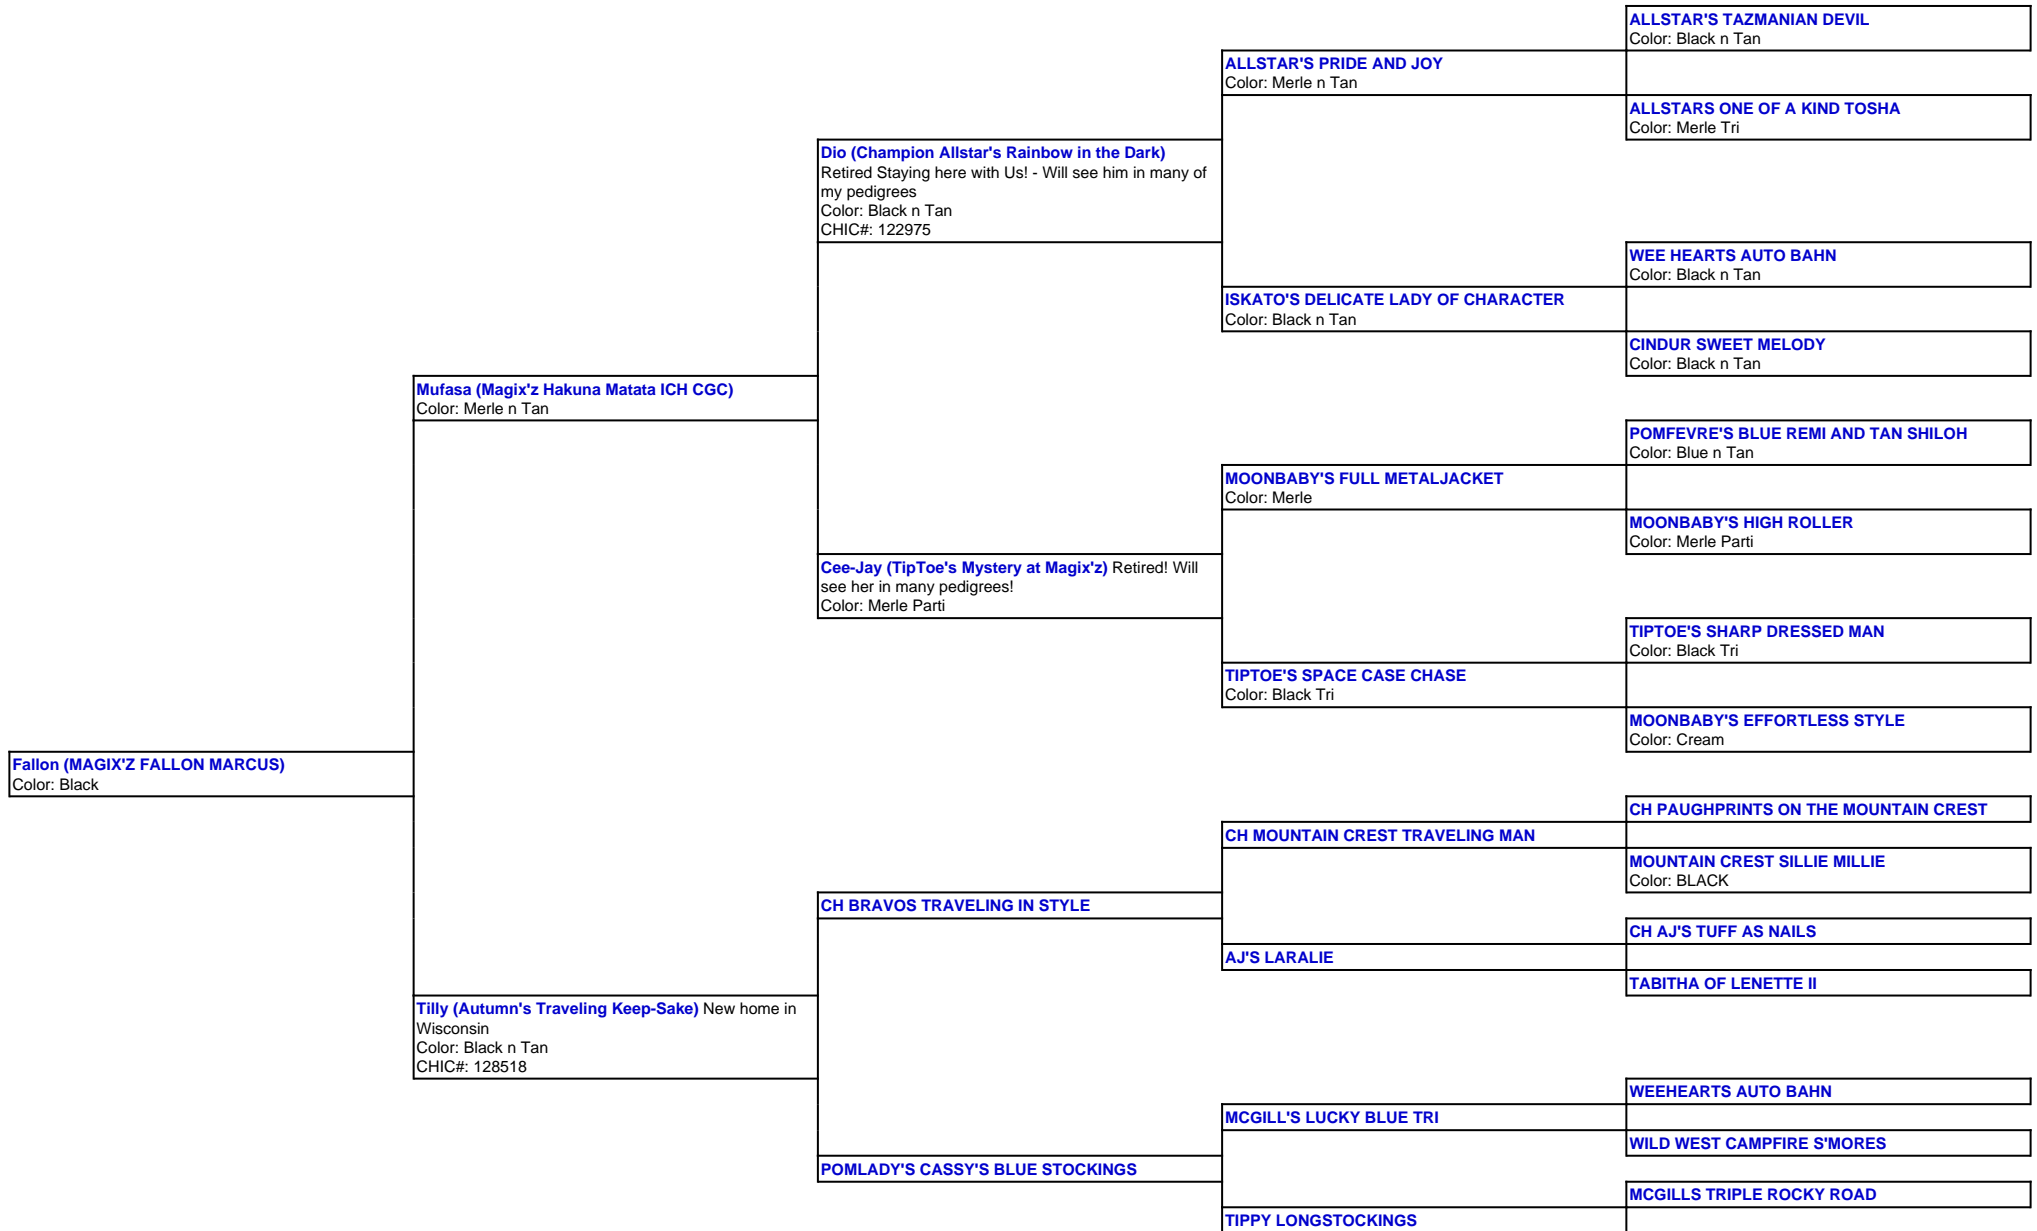 ALLSTAR'S TAZMANIAN DEVIL
Color: Black n Tan
ALLSTAR'S PRIDE AND JOY
Color: Merle n Tan
ALLSTARS ONE OF A KIND TOSHA
Color: Merle Tri
Dio (Champion Allstar's Rainbow in the Dark)
Retired Staying here with Us! - Will see him in many of
my pedigrees
Color: Black n Tan
CHIC#: 122975
WEE HEARTS AUTO BAHN
Color: Black n Tan
ISKATO'S DELICATE LADY OF CHARACTER
Color: Black n Tan
CINDUR SWEET MELODY
Color: Black n Tan
Mufasa (Magix'z Hakuna Matata ICH CGC)
Color: Merle n Tan
POMFEVRE'S BLUE REMI AND TAN SHILOH
Color: Blue n Tan
MOONBABY'S FULL METALJACKET
Color: Merle
MOONBABY'S HIGH ROLLER
Color: Merle Parti
Cee-Jay (TipToe's Mystery at Magix'z) Retired! Will
see her in many pedigrees!
Color: Merle Parti
TIPTOE'S SHARP DRESSED MAN
Color: Black Tri
TIPTOE'S SPACE CASE CHASE
Color: Black Tri
MOONBABY'S EFFORTLESS STYLE
Color: Cream
Fallon (MAGIX'Z FALLON MARCUS)
Color: Black
CH PAUGHPRINTS ON THE MOUNTAIN CREST
CH MOUNTAIN CREST TRAVELING MAN
MOUNTAIN CREST SILLIE MILLIE
Color: BLACK
CH BRAVOS TRAVELING IN STYLE
CH AJ'S TUFF AS NAILS
AJ'S LARALIE
TABITHA OF LENETTE II
Tilly (Autumn's Traveling Keep-Sake) New home in
Wisconsin
Color: Black n Tan
CHIC#: 128518
WEEHEARTS AUTO BAHN
MCGILL'S LUCKY BLUE TRI
WILD WEST CAMPFIRE S'MORES
POMLADY'S CASSY'S BLUE STOCKINGS
MCGILLS TRIPLE ROCKY ROAD
TIPPY LONGSTOCKINGS